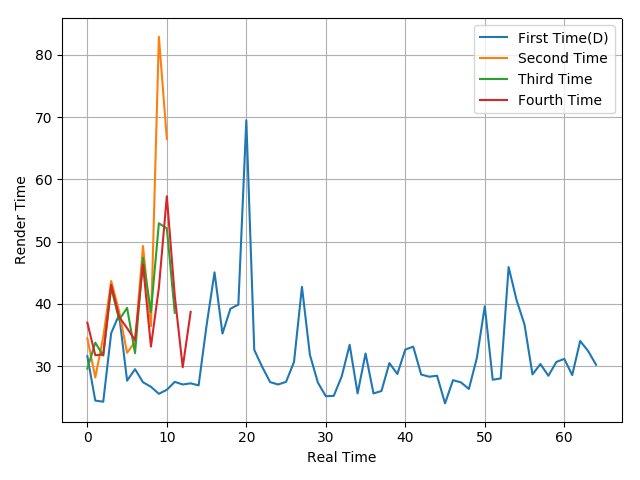 First Time(D)
Second Time
Third Time
Fourth Time
80
70
60
50
40
30
Render Time
0 10 20 30 40 50 60
Real Time